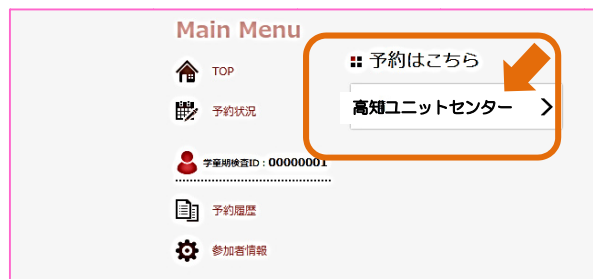 Main Menu
TOP
予約状況
学童期検査ID：00000001
予約履歴
参加者情報
予約はこちら
高知ユニットセンター